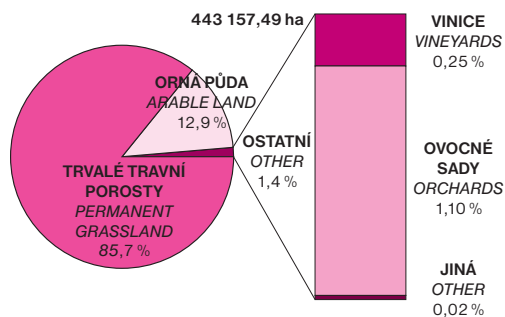 443 157,49 ha
ORNÁ PŮDA
ARABLE LAND
12,9 %
OSTATNÍ
OTHER
1,4 %
TRVALÉ TRAVNÍ
POROSTY
PERMANENT
GRASSLAND
85,7 %
VINICE
VINEYARDS
0,25 %
OVOCNÉ
SADY
ORCHARDS
1,10 %
JINÁ
OTHER
0,02 %